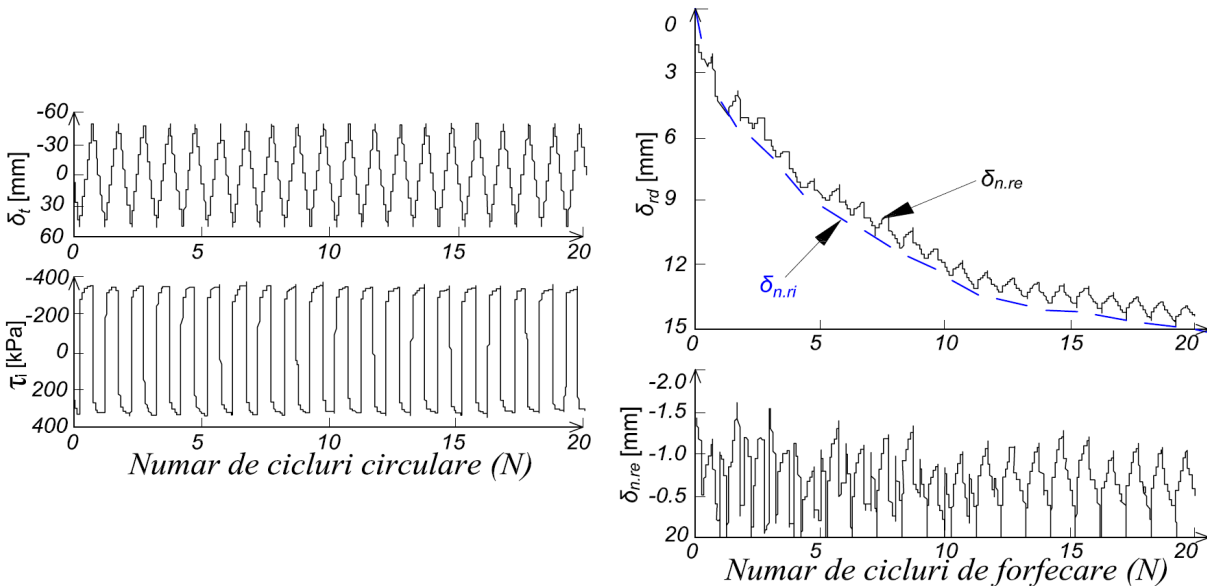 -60
-30
0
30
60
δt [mm]
0 5 10 15 20
-400
-200
0
200
400
τi [kPa]
0 5 10 15 20
Numar de cicluri circulare (N)
0
3
6
9
12
15
δrd [mm]
δn.re
δn.ri
0 5 10 15 20
-2.0
-1.5
-1.0
-0.5
20
δn.re [mm]
0 5 10 15 20
Numar de cicluri de forfecare (N)